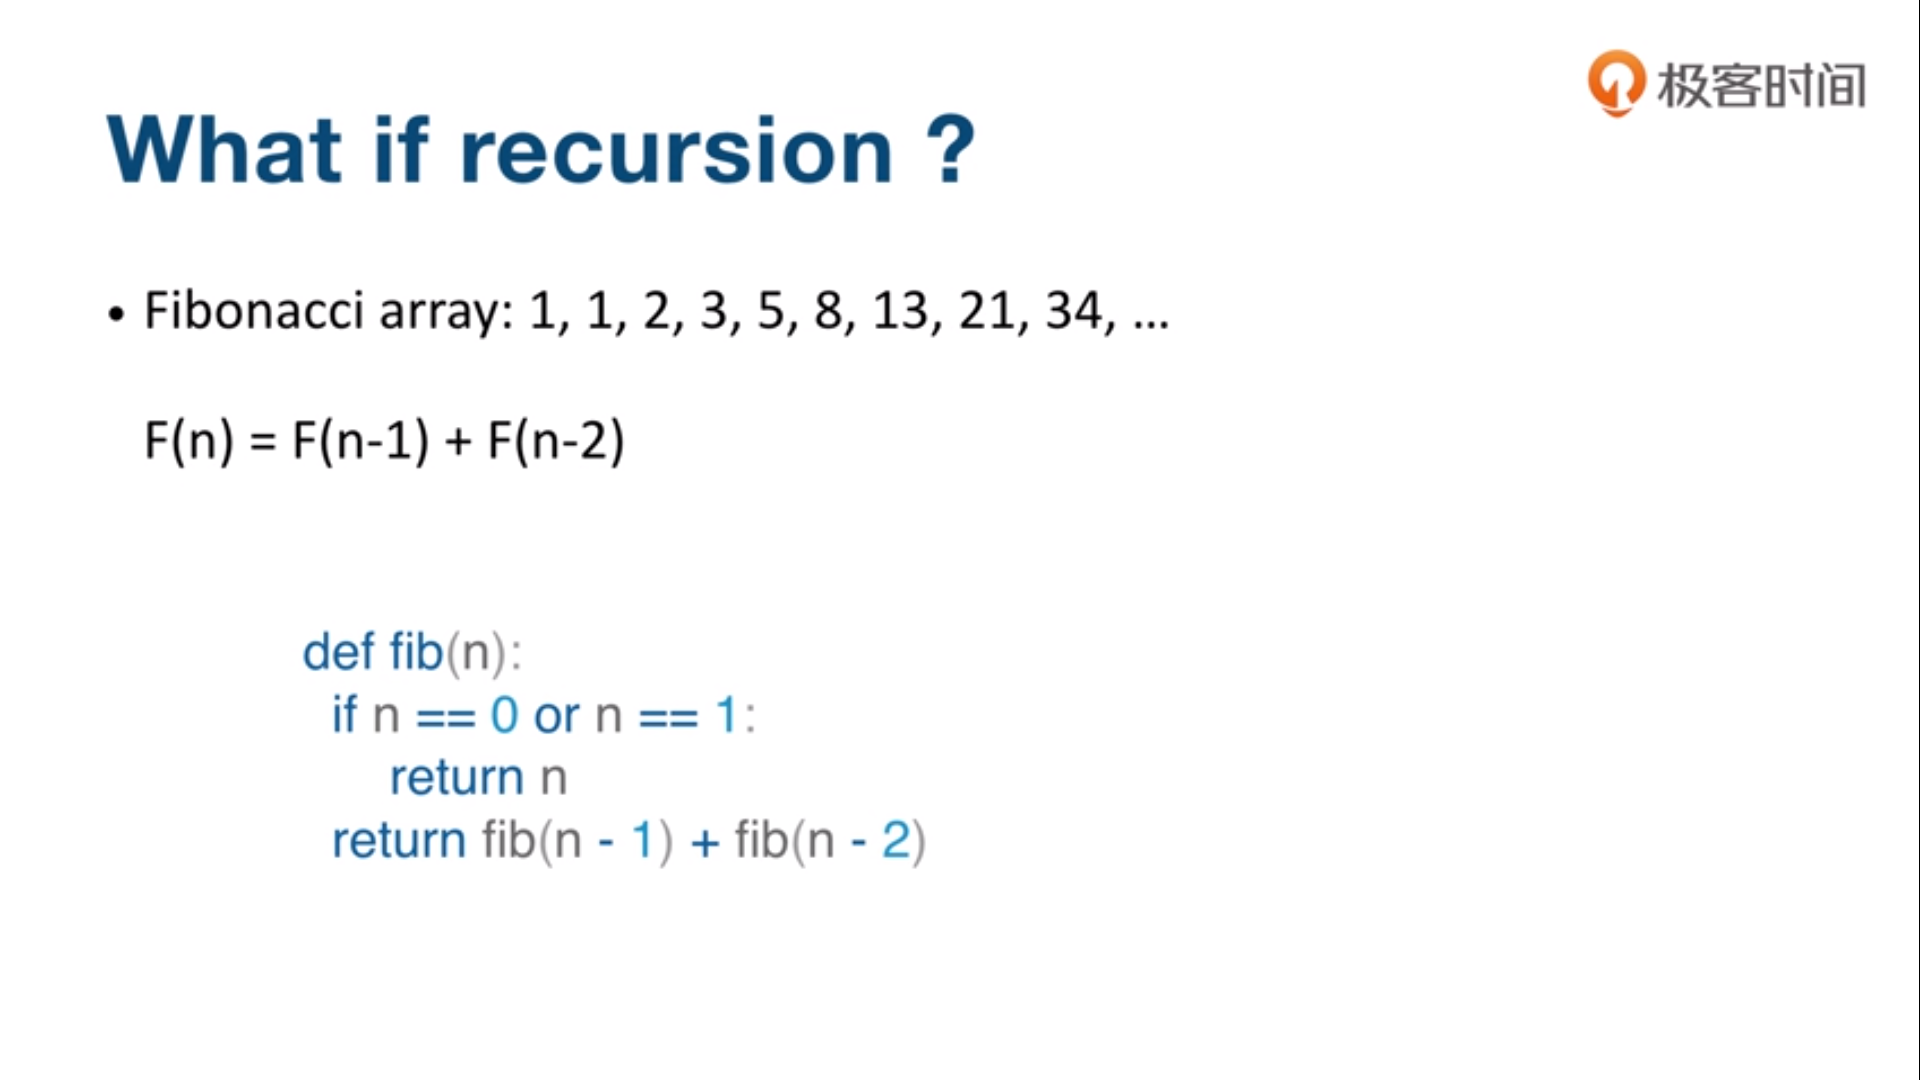 极客时间
What if recursion ?
• Fibonacci array: 1, 1, 2, 3, 5, 8, 13, 21, 34, ...
F(n) = F(n-1) + F(n-2)
def fib(n):
if n == 0 or n == 1:
return n
return fib(n - 1) + fib(n - 2)